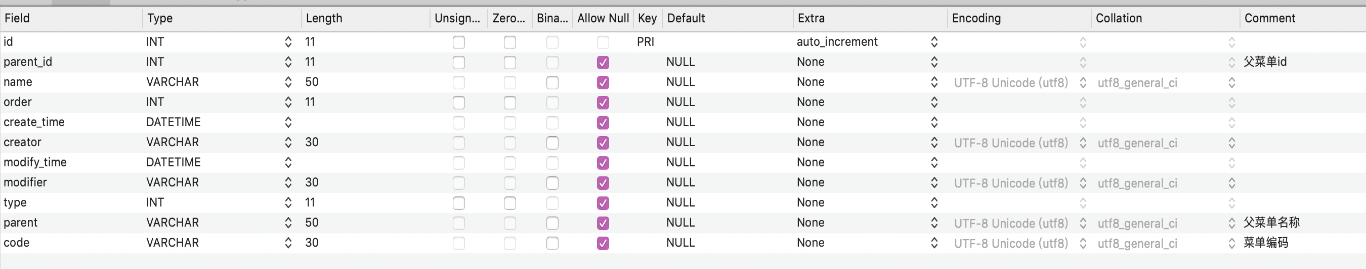 Field Type Length Unsign... Zero... Bina... Allow Null Key Default Extra Encoding Collation Comment
id INT 11 PRI auto_increment
parent_id INT 11 NULL None 父菜单id
name VARCHAR 50 NULL None UTF-8 Unicode (utf8) utf8_general_ci
order INT 11 NULL None
create_time DATETIME NULL None
creator VARCHAR 30 NULL None UTF-8 Unicode (utf8) utf8_general_ci
modify_time DATETIME NULL None
modifier VARCHAR 30 NULL None UTF-8 Unicode (utf8) utf8_general_ci
type INT 11 NULL None
parent VARCHAR 50 NULL None UTF-8 Unicode (utf8) utf8_general_ci 父菜单名称
code VARCHAR 30 NULL None UTF-8 Unicode (utf8) utf8_general_ci 菜单编码